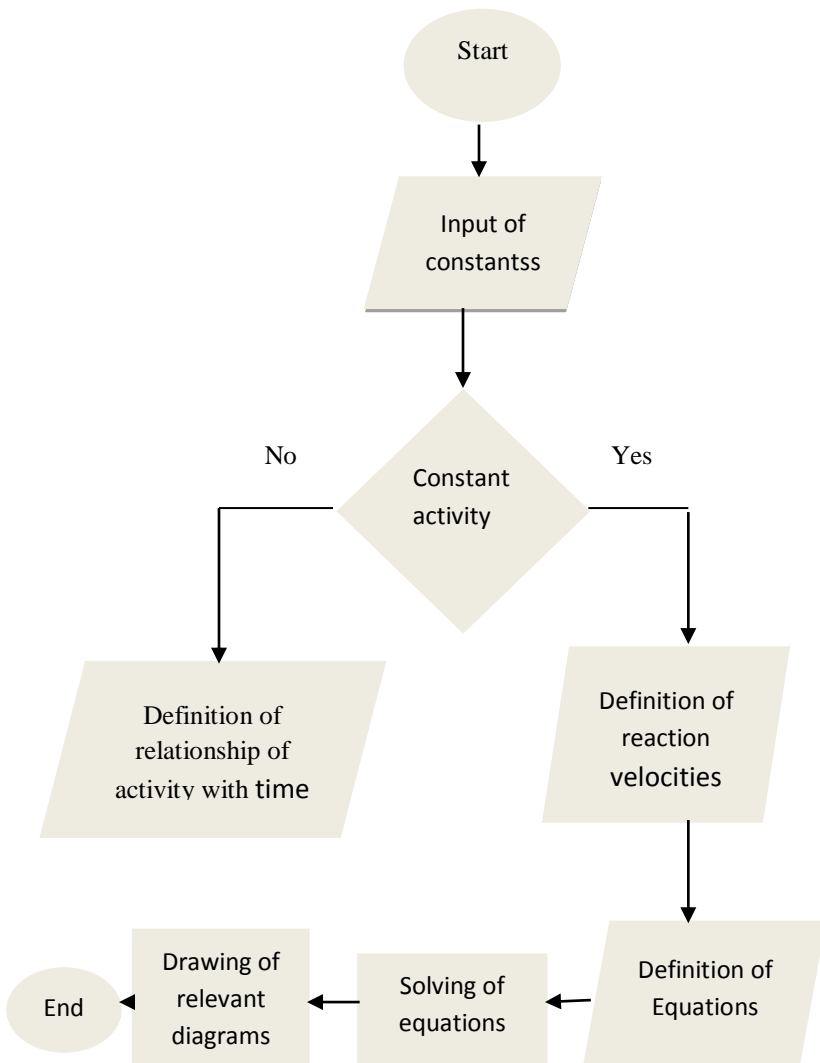 Start
Input of
constantss
No
Yes
Constant
activity
Definition of
relationship of
activity with time
Definition of
reaction
velocities
Definition of
Equations
Solving of
equations
Drawing of
relevant
diagrams
End